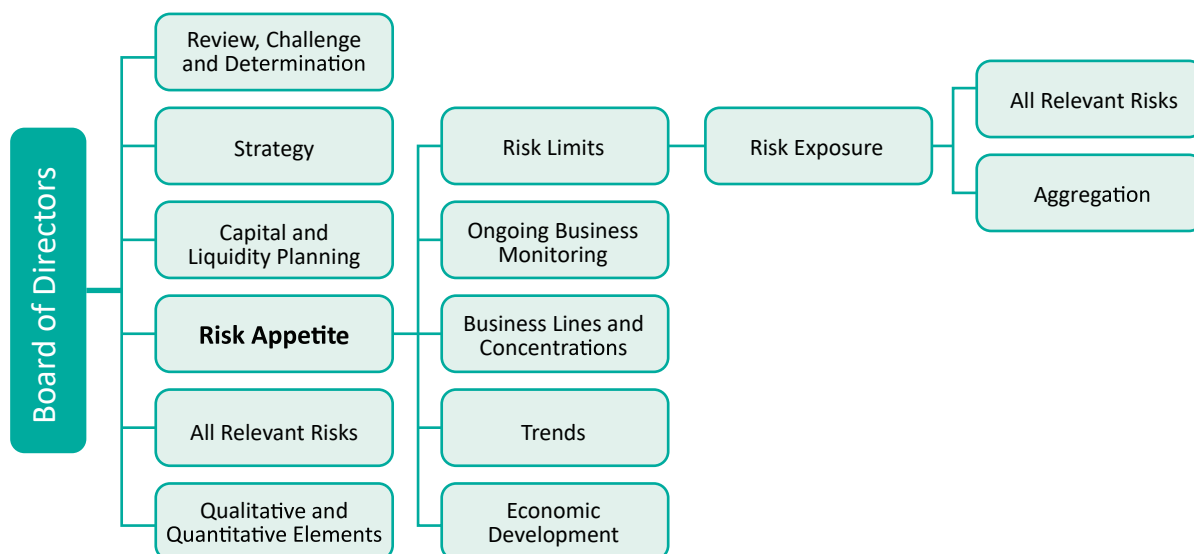 Board of Directors
Review, Challenge
and Determination
Strategy
Capital and
Liquidity Planning
Risk Appetite
All Relevant Risks
Qualitative and
Quantitative Elements
Risk Limits
Ongoing Business
Monitoring
Business Lines and
Concentrations
Trends
Economic
Development
Risk Exposure
All Relevant Risks
Aggregation